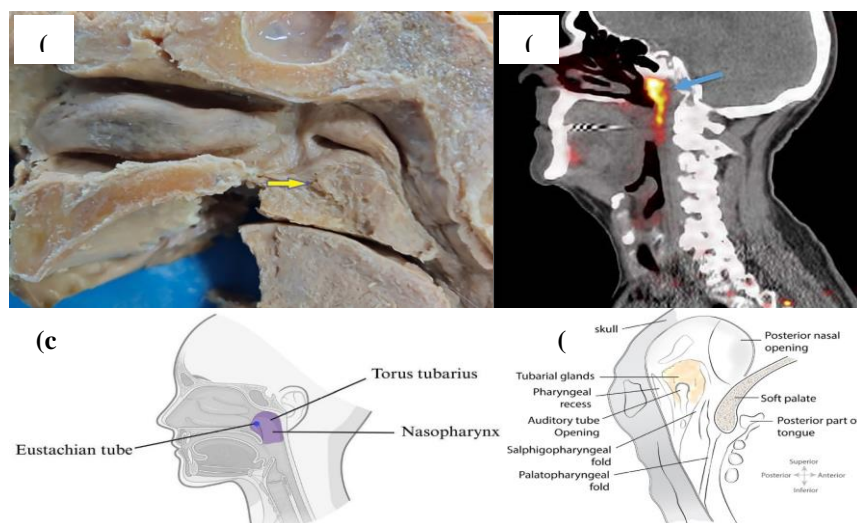 (
(
(c
Torus tubarius
Eustachian tube
Nasopharynx
(
skull
Posterior nasal
opening
Tubarial glands
Pharyngeal
recess
Auditory tube
Opening
Salphigopharyngeal
fold
Palatopharyngeal
fold
Soft palate
Posterior part o
tongue
Superior
Posterior
Anterior
Inferior